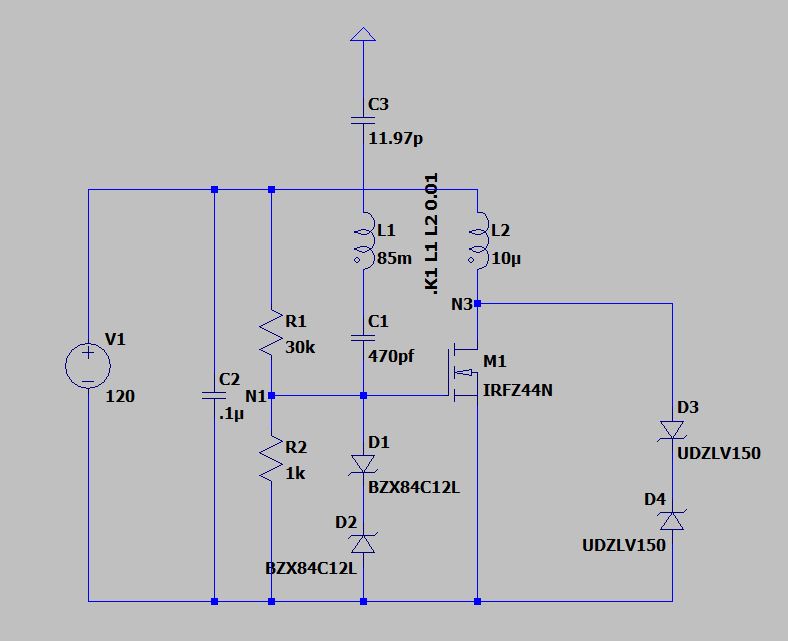 C3
11.97p
.K1 L1 L2 0.01
L1
85m
L2
10µ
N3
V1
120
R1
30k
C1
470pf
M1
IRFZ44N
C2
.1µ
N1
R2
1k
D1
BZX84C12L
D2
BZX84C12L
D3
UDZLV150
D4
UDZLV150